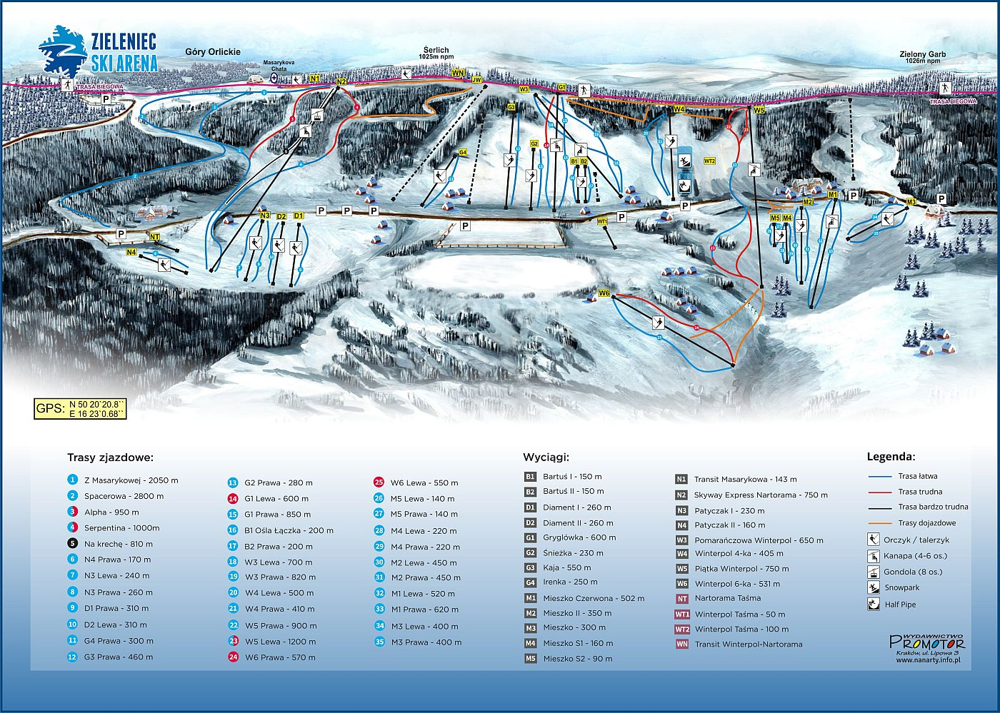 ZIELENIEC
SKI ARENA
Góry Orlickie
Masarykova
Chata
Šerlich
1025m npm
Zielony Garb
1026m npm
TRASA BIEGOWA
TRASA BIEGOWA
N1
N2
WN
JW
W3
G1
G3
W4
W5
G2
G4
B1
B2
WT2
P
P
P
P
P
P
P
P
P
P
N3
D2
D1
NT
N4
WT1
W6
M1
M2
M3
M5
M4
GPS: N 50 20`20.8``
E 16 23`0.68``
Trasy zjazdowe:
1 Z Masarykowej - 2050 m
2 Spacerowa - 2800 m
3 Alpha - 950 m
4 Serpentina - 1000m
5 Na krechę - 810 m
6 N4 Prawa - 170 m
7 N3 Lewa - 240 m
8 N3 Prawa - 260 m
9 D1 Prawa - 310 m
10 D2 Lewa - 310 m
11 G4 Prawa - 300 m
12 G3 Prawa - 460 m
13 G2 Prawa - 280 m
14 G1 Lewa - 600 m
15 G1 Prawa - 850 m
16 B1 Ośla Łączka - 200 m
17 B2 Prawa - 200 m
18 W3 Lewa - 700 m
19 W3 Prawa - 820 m
20 W4 Lewa - 500 m
21 W4 Prawa - 410 m
22 W5 Prawa - 900 m
23 W5 Lewa - 1200 m
24 W6 Prawa - 570 m
25 W6 Lewa - 550 m
26 M5 Lewa - 140 m
27 M5 Prawa - 140 m
28 M4 Lewa - 220 m
29 M4 Prawa - 220 m
30 M2 Lewa - 450 m
31 M2 Prawa - 450 m
32 M1 Lewa - 520 m
33 M1 Prawa - 620 m
34 M3 Lewa - 400 m
35 M3 Prawa - 400 m
Wyciągi:
B1 Bartuś I - 150 m
B2 Bartuś II - 150 m
D1 Diament I - 260 m
D2 Diament II - 260 m
G1 Gryglówka - 600 m
G2 Śnieżka - 230 m
G3 Kaja - 550 m
G4 Irenka - 250 m
M1 Mieszko Czerwona - 502 m
M2 Mieszko II - 350 m
M3 Mieszko - 300 m
M4 Mieszko S1 - 160 m
M5 Mieszko S2 - 90 m
N1 Transit Masarykowa - 143 m
N2 Skyway Express Nartorama - 750 m
N3 Patyczak I - 230 m
N4 Patyczak II - 160 m
W3 Pomarańczowa Winterpol - 650 m
W4 Winterpol 4-ka - 405 m
W5 Piątka Winterpol - 750 m
W6 Winterpol 6-ka - 531 m
NT Nartorama Taśma
WT1 Winterpol Taśma - 50 m
WT2 Winterpol Taśma - 100 m
WN Transit Winterpol-Nartorama
Legenda:
Trasa łatwa
Trasa trudna
Trasa bardzo trudna
Trasy dojazdowe
Orczyk / talerzyk
Kanapa (4-6 os.)
Gondola (8 os.)
Snowpark
Half Pipe
WYDAWNICTWO
PROMOTOR
Kraków, ul. Lipowa 3
www.nanarty.info.pl